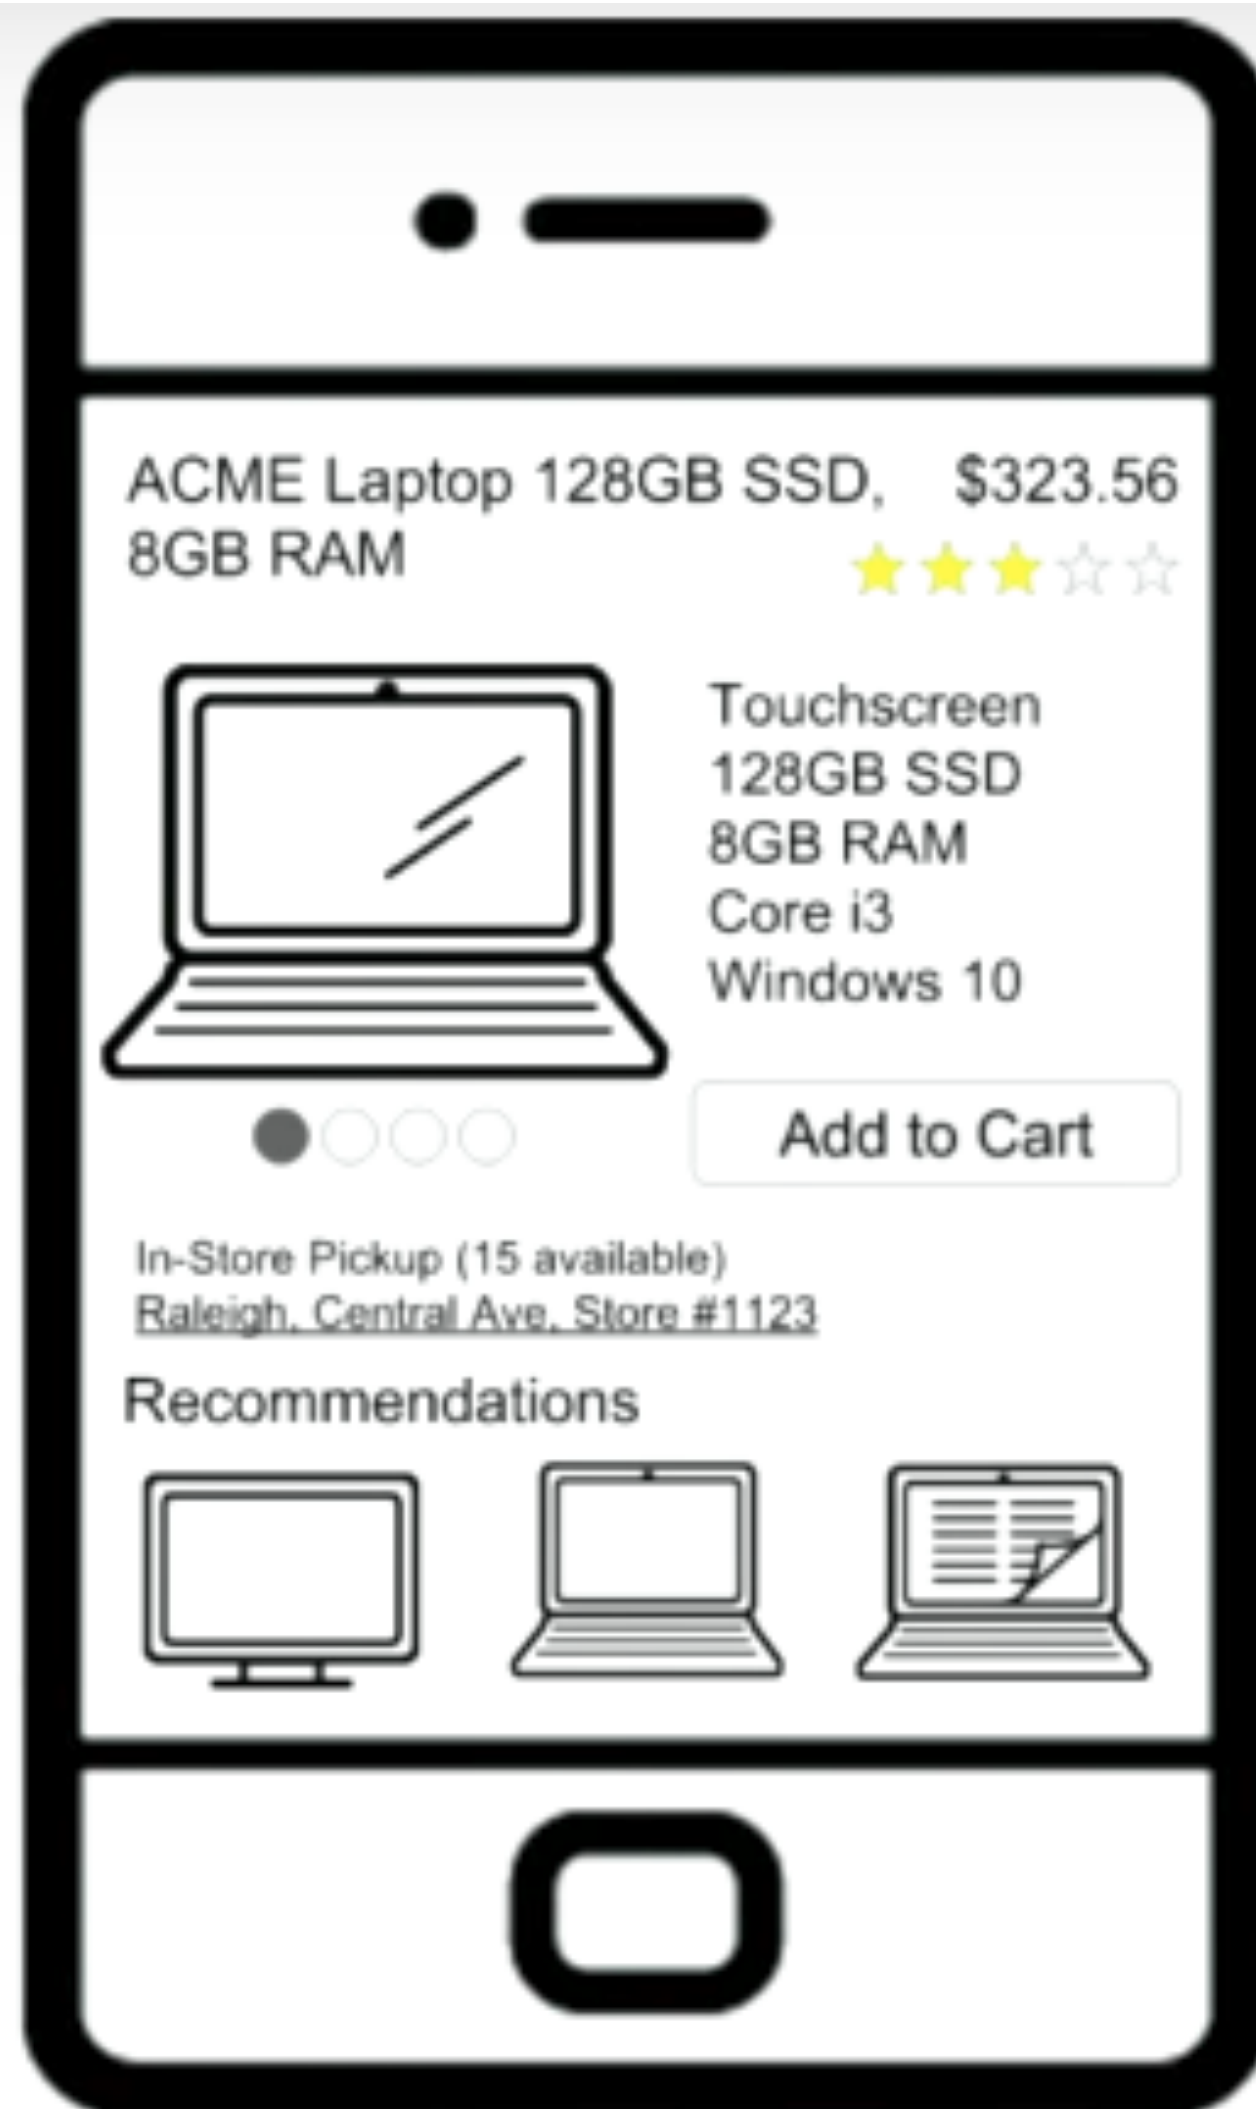 ACME Laptop 128GB SSD, $323.56
8GB RAM
Touchscreen
128GB SSD
8GB RAM
Core i3
Windows 10
Add to Cart
In-Store Pickup (15 available)
Raleigh, Central Ave, Store #1123
Recommendations